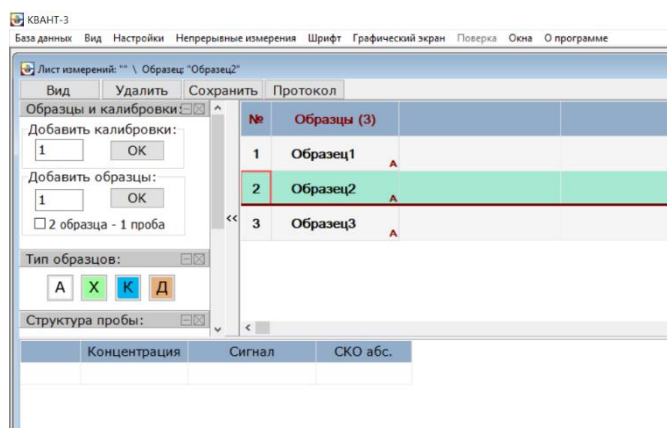 КВАНТ-3
База данных Вид Настройки Непрерывные измерения Шрифт Графический экран Поверка Окна О программе
Лист измерений: "" \ Образец: "Образец2"
Вид Удалить Сохранить Протокол
Образцы и калибровки:
Добавить калибровки:
1 OK
Добавить образцы:
1 OK
2 образца - 1 проба
Тип образцов:
А Х К Д
Структура пробы:
<<
№ Образцы (3)
1 Образец1 А
2 Образец2 А
3 Образец3 А
Концентрация Сигнал СКО абс.